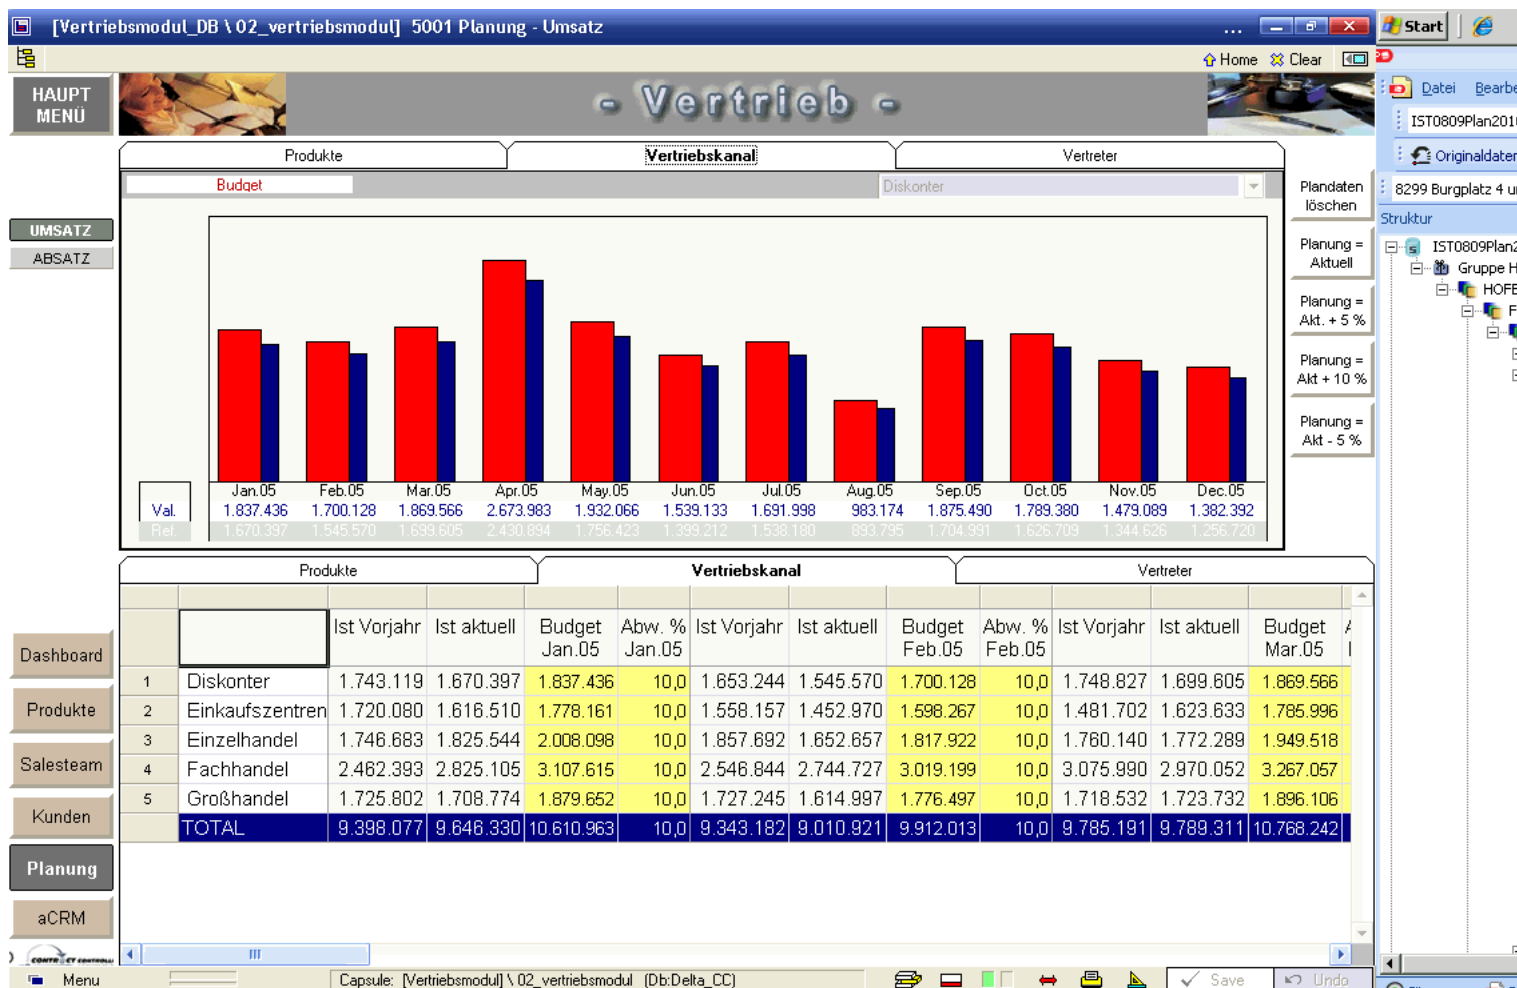 [Vertriebsmodul_DB \ 02_vertriebsmodul] 5001 Planung - Umsatz ...
Start
Home Clear
HAUPT
MENÜ
- Vertrieb -
Datei
IST0809Plan201
Originaldaten
8299 Burgplatz 4
Struktur
IST0809Plan2
Gruppe H
HOFE
F
Produkte Vertriebskanal Vertreter
Budget Diskonter
UMSATZ
ABSATZ
Plandaten
löschen
Planung =
Aktuell
Planung =
Akt. + 5 %
Planung =
Akt + 10 %
Planung =
Akt - 5 %
Jan.05 Feb.05 Mar.05 Apr.05 May.05 Jun.05 Jul.05 Aug.05 Sep.05 Oct.05 Nov.05 Dec.05
Val. 1.837.436 1.700.128 1.869.566 2.673.983 1.932.066 1.539.133 1.691.998 983.174 1.875.490 1.789.380 1.479.089 1.382.392
Ref. 1.670.397 1.545.570 1.699.605 2.430.894 1.756.423 1.399.212 1.538.180 893.795 1.704.991 1.626.709 1.344.626 1.256.720
Produkte Vertriebskanal Vertreter
Ist Vorjahr Ist aktuell Budget Abw. % Ist Vorjahr Ist aktuell Budget Abw. % Ist Vorjahr Ist aktuell Budget
Jan.05 Jan.05 Feb.05 Feb.05 Mar.05
1 Diskonter 1.743.119 1.670.397 1.837.436 10,0 1.653.244 1.545.570 1.700.128 10,0 1.748.827 1.699.605 1.869.566
2 Einkaufszentren 1.720.080 1.616.510 1.778.161 10,0 1.558.157 1.452.970 1.598.267 10,0 1.481.702 1.623.633 1.785.996
3 Einzelhandel 1.746.683 1.825.544 2.008.098 10,0 1.857.692 1.652.657 1.817.922 10,0 1.760.140 1.772.289 1.949.518
4 Fachhandel 2.462.393 2.825.105 3.107.615 10,0 2.546.844 2.744.727 3.019.199 10,0 3.075.990 2.970.052 3.267.057
5 Großhandel 1.725.802 1.708.774 1.879.652 10,0 1.727.245 1.614.997 1.776.497 10,0 1.718.532 1.723.732 1.896.106
TOTAL 9.398.077 9.646.330 10.610.963 10,0 9.343.182 9.010.921 9.912.013 10,0 9.785.191 9.789.311 10.768.242
Dashboard
Produkte
Salesteam
Kunden
Planung
aCRM
Menu
Capsule: [Vertriebsmodul] \ 02_vertriebsmodul (Db:Delta_CC)
Save Undo